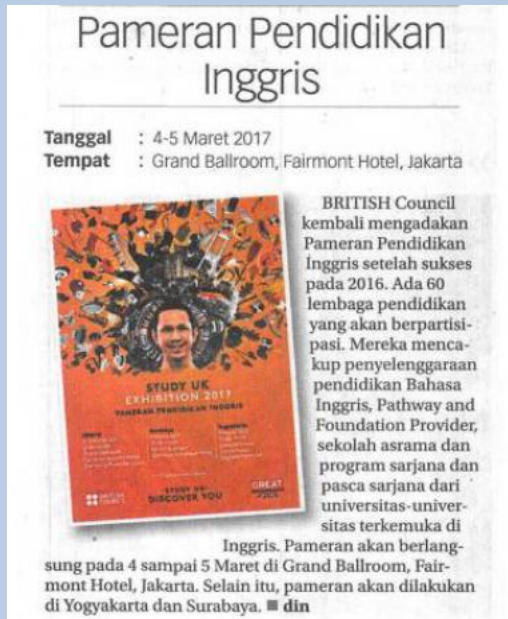 Pameran Pendidikan
Inggris
Tanggal : 4-5 Maret 2017
Tempat : Grand Ballroom, Fairmont Hotel, Jakarta
BRITISH Council
kembali mengadakan
Pameran Pendidikan
Inggris setelah sukses
pada 2016. Ada 60
lembaga pendidikan
yang akan berpartisi-
pasi. Mereka menca-
kup penyelenggaraan
pendidikan Bahasa
Inggris, Pathway and
Foundation Provider,
sekolah asrama dan
program sarjana dan
pasca sarjana dari
universitas-univer-
sitas terkemuka di
Inggris. Pameran akan berlang-
sung pada 4 sampai 5 Maret di Grand Ballroom, Fair-
mont Hotel, Jakarta. Selain itu, pameran akan dilakukan
di Yogyakarta dan Surabaya. ■ din
STUDY UK
EXHIBITION 2017
PAMERAN PENDIDIKAN INGGRIS
STUDY UK
DISCOVER YOU
BRITISH
COUNCIL
GREAT